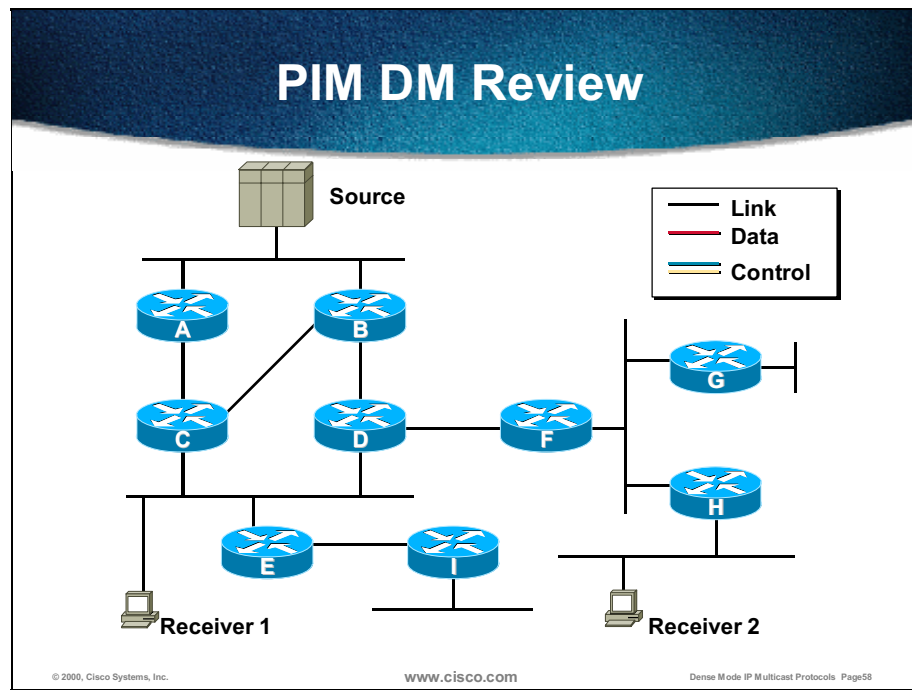 PIM DM Review
Source
Link
Data
Control
A
B
G
C
D
F
H
E
I
Receiver 1
Receiver 2
© 2000, Cisco Systems, Inc.
www.cisco.com
Dense Mode IP Multicast Protocols Page58